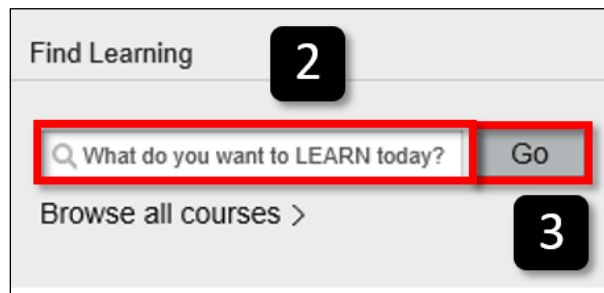 Find Learning
2
What do you want to LEARN today?
Go
Browse all courses >
3